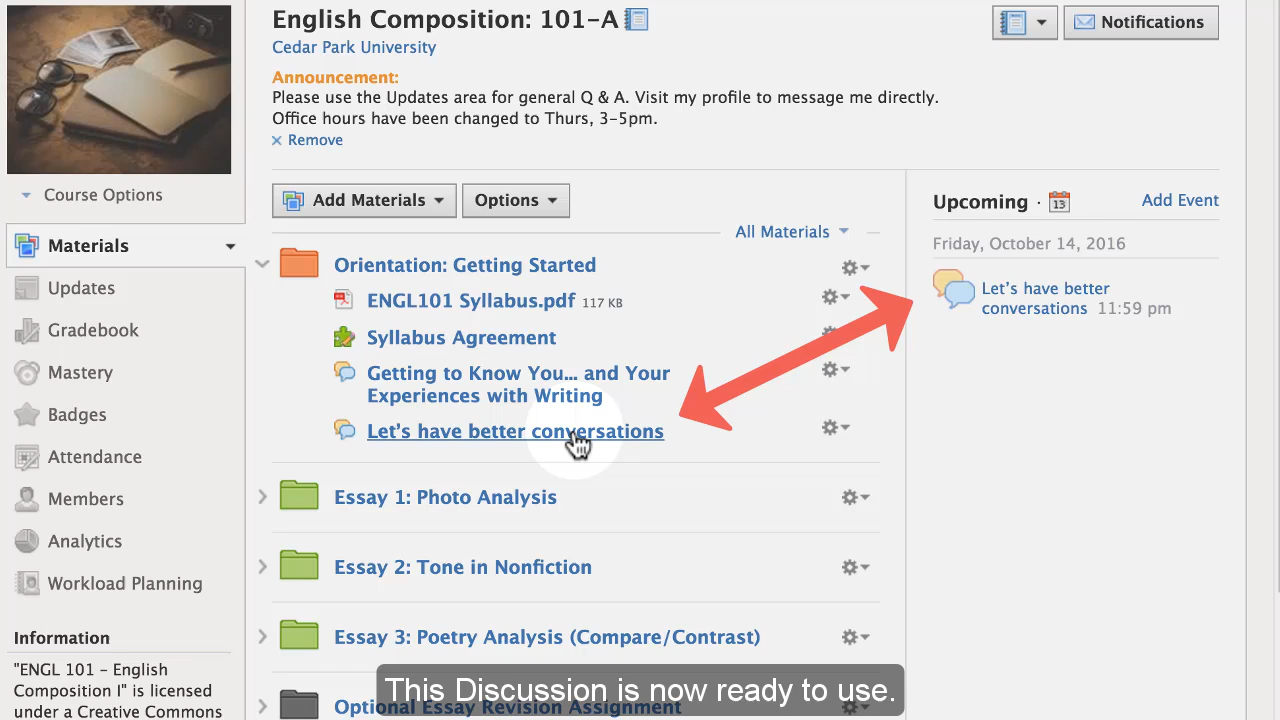 English Composition: 101-A
Cedar Park University
Announcement:
Please use the Updates area for general Q & A. Visit my profile to message me directly.
Office hours have been changed to Thurs, 3-5pm.
× Remove
Notifications
Course Options
Materials
Updates
Gradebook
Mastery
Badges
Attendance
Members
Analytics
Workload Planning
Information
"ENGL 101 - English
Composition I" is licensed
under a Creative Commons
Add Materials
Options
All Materials
Orientation: Getting Started
ENGL101 Syllabus.pdf 117 KB
Syllabus Agreement
Getting to Know You... and Your
Experiences with Writing
Let's have better conversations
Essay 1: Photo Analysis
Essay 2: Tone in Nonfiction
Essay 3: Poetry Analysis (Compare/Contrast)
Optional Essay Revision Assignment
Upcoming · 13
Add Event
Friday, October 14, 2016
Let's have better
conversations 11:59 pm
This Discussion is now ready to use.